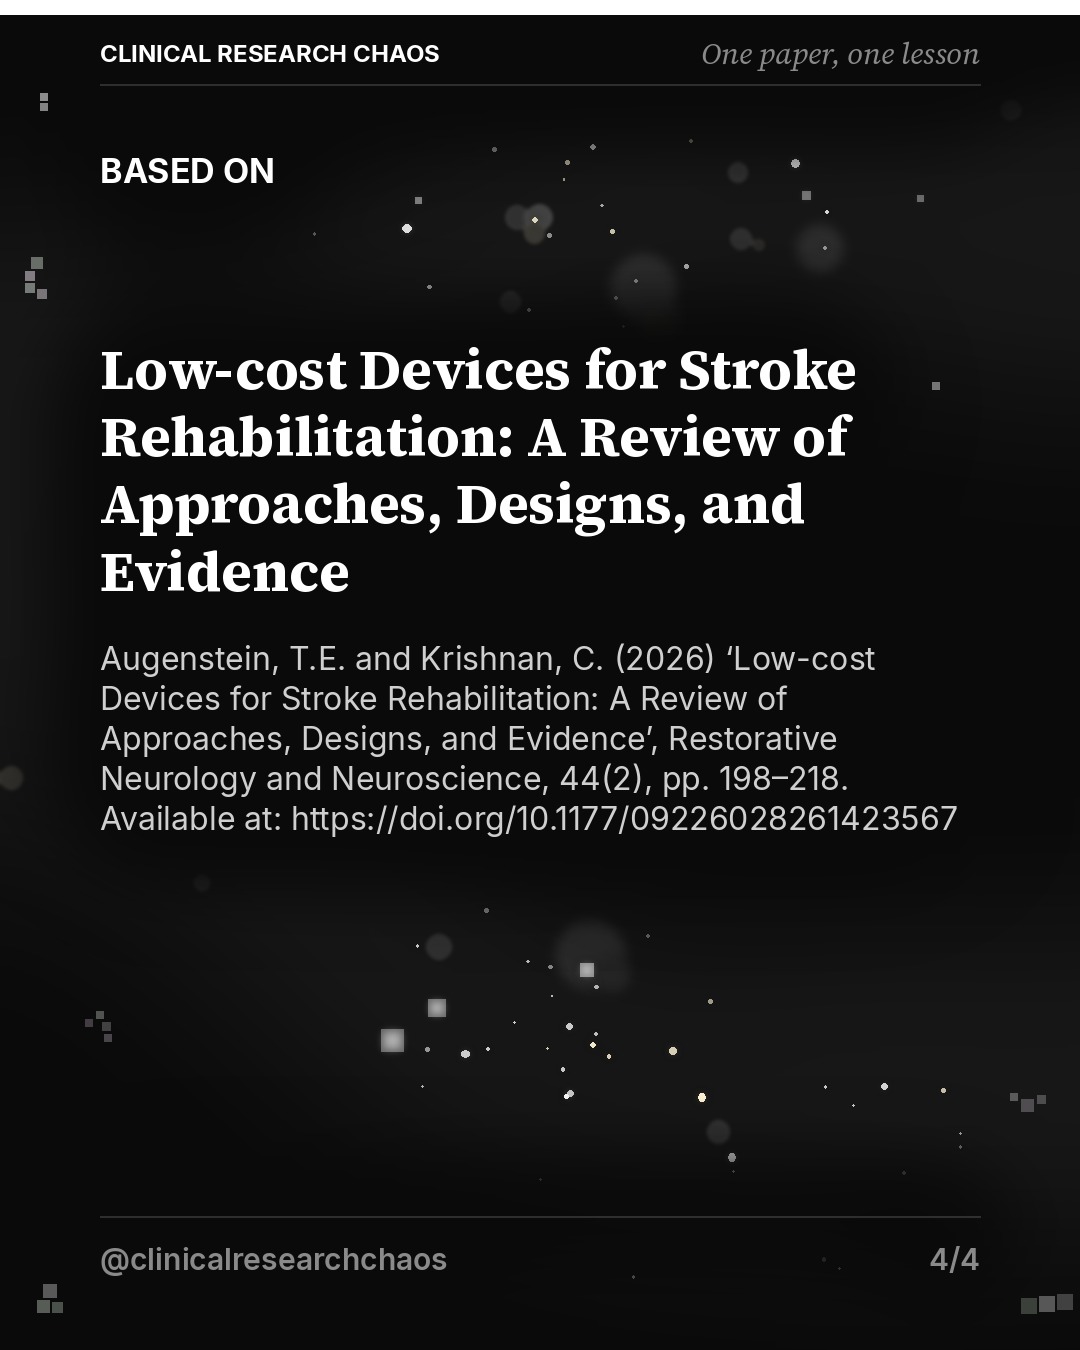 CLINICAL RESEARCH CHAOS
One paper, one lesson
BASED ON
Low-cost Devices for Stroke
Rehabilitation: A Review of
Approaches, Designs, and
Evidence
Augenstein, T.E. and Krishnan, C. (2026) ‘Low-cost
Devices for Stroke Rehabilitation: A Review of
Approaches, Designs, and Evidence’, Restorative
Neurology and Neuroscience, 44(2), pp. 198–218.
Available at: https://doi.org/10.1177/09226028261423567
@clinicalresearchchaos
4/4